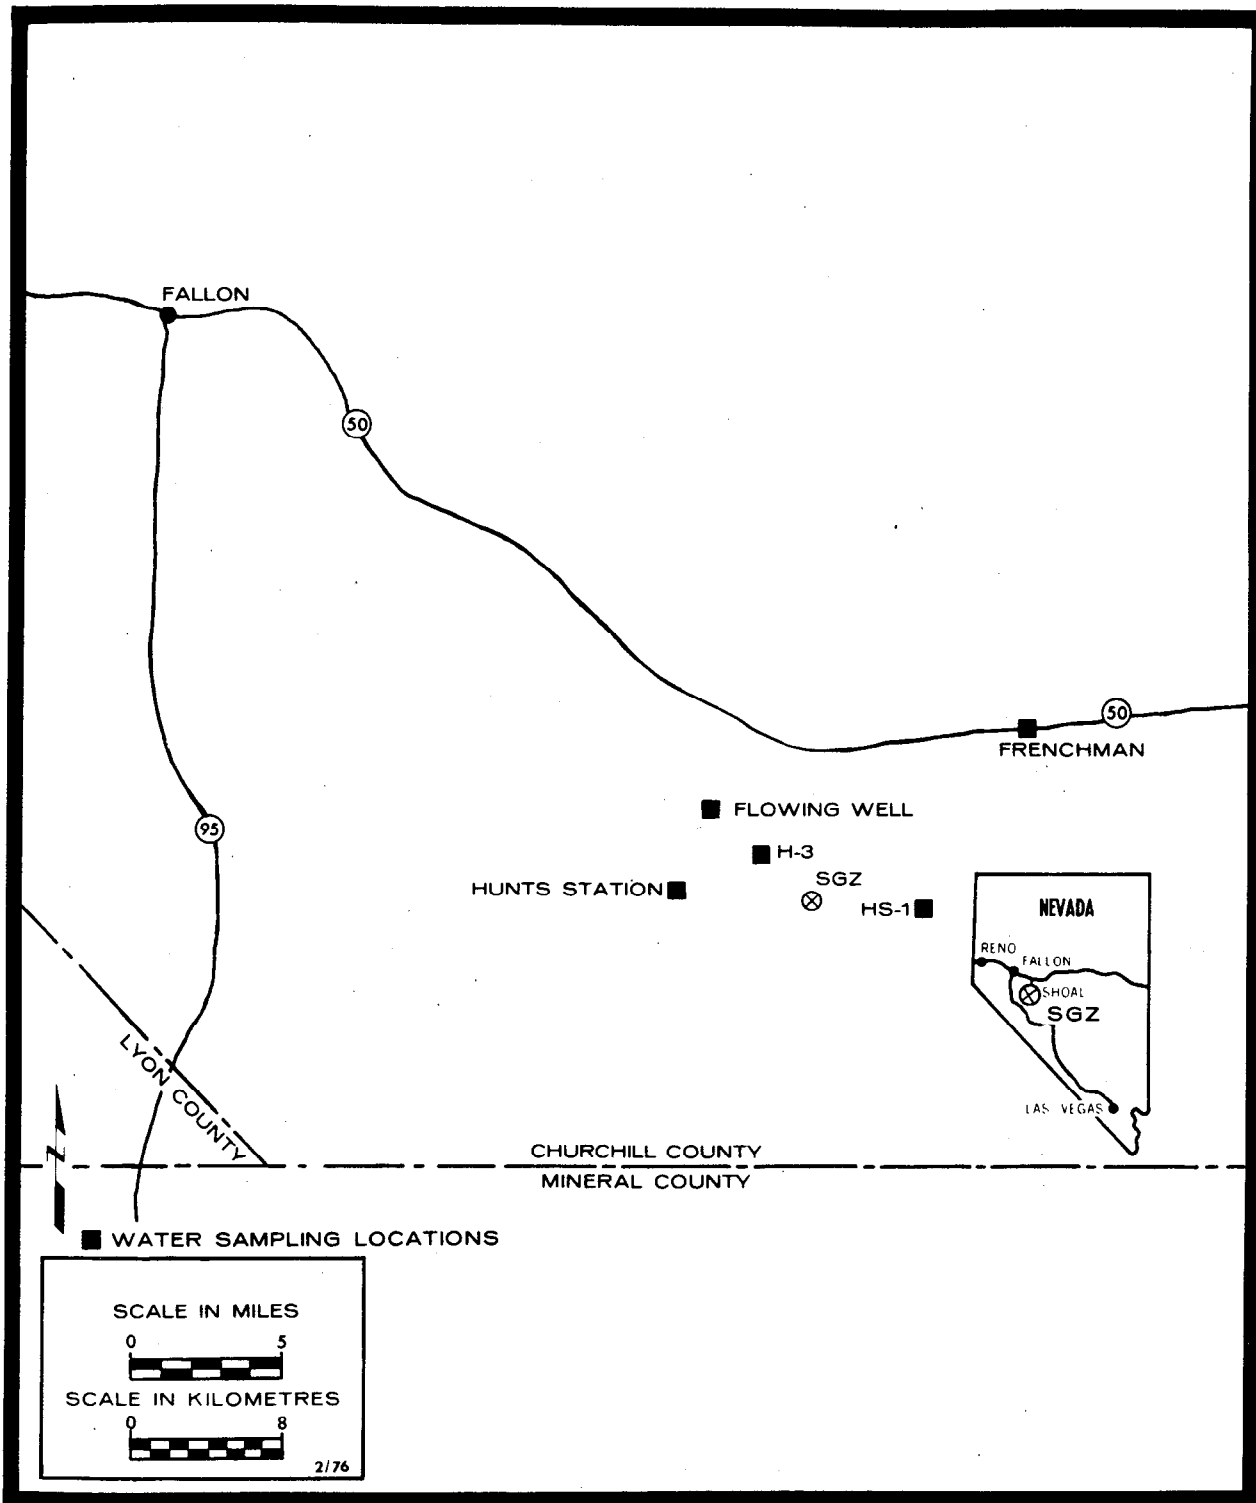 FALLON
50
50
FRENCHMAN
FLOWING WELL
95
H-3
SGZ
HUNTS STATION
HS-1
NEVADA
RENO
FALLON
SHOAL
SGZ
LAS VEGAS
LYON COUNTY
CHURCHILL COUNTY
MINERAL COUNTY
N
WATER SAMPLING LOCATIONS
SCALE IN MILES
0 5
SCALE IN KILOMETRES
0 8
2/76